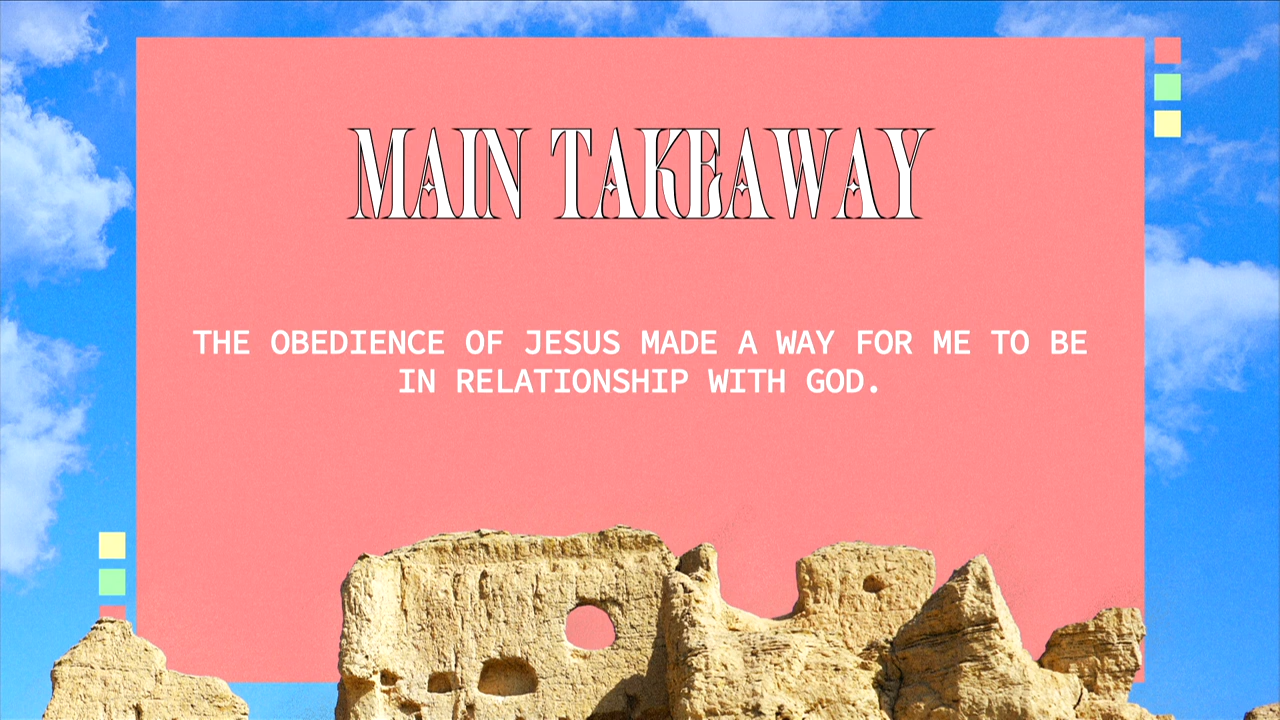 MAIN TAKEAWAY
THE OBEDIENCE OF JESUS MADE A WAY FOR ME TO BE
IN RELATIONSHIP WITH GOD.